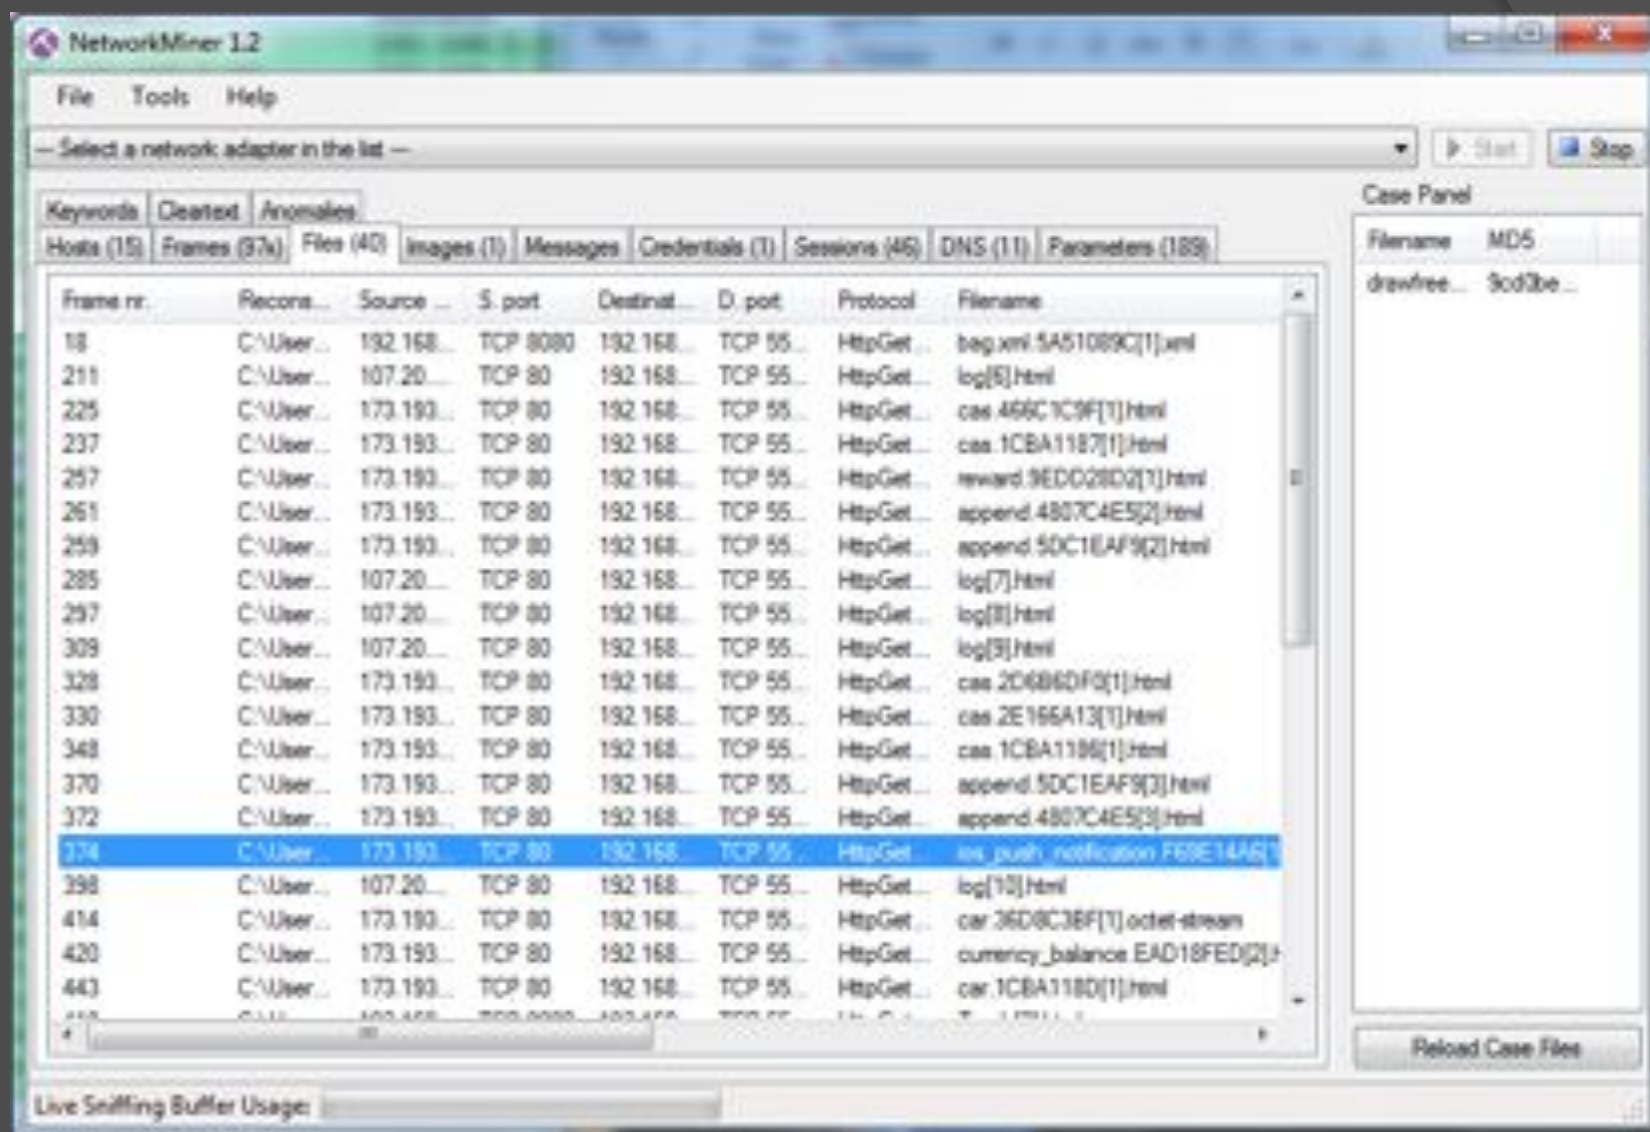 NetworkMiner 1.2
File Tools Help
--- Select a network adapter in the list ---
Start
Stop
Keywords Cleartext Anomalies
Hosts (15) Frames (97x) Files (40) Images (1) Messages Credentials (1) Sessions (46) DNS (11) Parameters (189)
Frame nr. Recons... Source ... S. port Destinat... D. port Protocol Filename
18 C:\User... 192.168... TCP 8080 192.168... TCP 55... HttpGet... bag.xml.5A51089C[1].xml
211 C:\User... 107.20.... TCP 80 192.168... TCP 55... HttpGet... log[6].html
225 C:\User... 173.193... TCP 80 192.168... TCP 55... HttpGet... cas.466C1C9F[1].html
237 C:\User... 173.193... TCP 80 192.168... TCP 55... HttpGet... cas.1CBA1187[1].html
257 C:\User... 173.193... TCP 80 192.168... TCP 55... HttpGet... reward.9EDD28D2[1].html
261 C:\User... 173.193... TCP 80 192.168... TCP 55... HttpGet... append.4807C4E5[2].html
259 C:\User... 173.193... TCP 80 192.168... TCP 55... HttpGet... append.5DC1EAF9[2].html
285 C:\User... 107.20.... TCP 80 192.168... TCP 55... HttpGet... log[7].html
297 C:\User... 107.20.... TCP 80 192.168... TCP 55... HttpGet... log[8].html
309 C:\User... 107.20.... TCP 80 192.168... TCP 55... HttpGet... log[9].html
328 C:\User... 173.193... TCP 80 192.168... TCP 55... HttpGet... cas.2D6B6DF0[1].html
330 C:\User... 173.193... TCP 80 192.168... TCP 55... HttpGet... cas.2E166A13[1].html
348 C:\User... 173.193... TCP 80 192.168... TCP 55... HttpGet... cas.1CBA1186[1].html
370 C:\User... 173.193... TCP 80 192.168... TCP 55... HttpGet... append.5DC1EAF9[3].html
372 C:\User... 173.193... TCP 80 192.168... TCP 55... HttpGet... append.4807C4E5[3].html
374 C:\User... 173.193... TCP 80 192.168... TCP 55... HttpGet... ios_push_notification.F69E14A6[1
398 C:\User... 107.20.... TCP 80 192.168... TCP 55... HttpGet... log[10].html
414 C:\User... 173.193... TCP 80 192.168... TCP 55... HttpGet... car.36D8C3BF[1].octet-stream
420 C:\User... 173.193... TCP 80 192.168... TCP 55... HttpGet... currency_balance.EAD18FED[2].h
443 C:\User... 173.193... TCP 80 192.168... TCP 55... HttpGet... car.1CBA118D[1].html
Case Panel
Filename MD5
drawfree... 9cd0be...
Reload Case Files
Live Sniffing Buffer Usage: